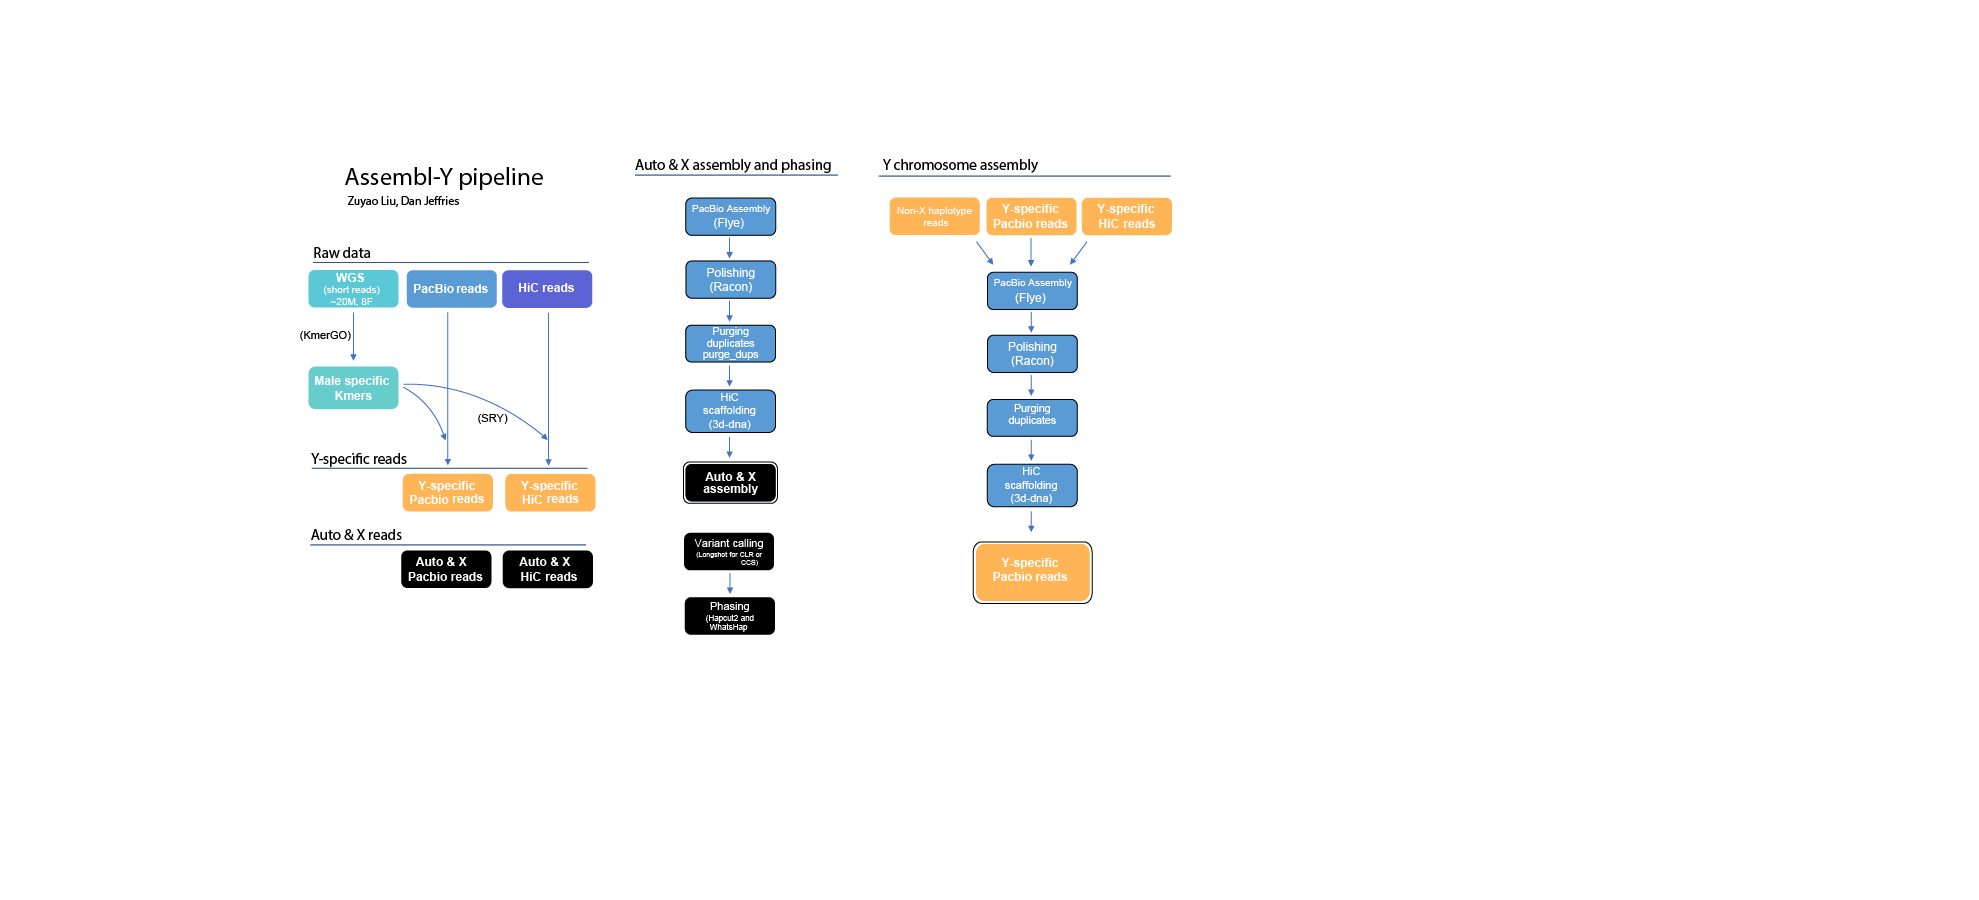 Assembl-Y pipeline
Zuyao Liu, Dan Jeffries
Raw data
WGS
(short reads)
~20M, 8F
PacBio reads
HiC reads
(KmerGO)
Male specific
Kmers
(SRY)
Y-specific reads
Y-specific
Pacbio reads
Y-specific
HiC reads
Auto & X reads
Auto & X
Pacbio reads
Auto & X
HiC reads
Auto & X assembly and phasing
PacBio Assembly
(Flye)
Polishing
(Racon)
Purging
duplicates
purge_dups
HiC
scaffolding
(3d-dna)
Auto & X
assembly
Variant calling
(Longshot for CLR or
CCS)
Phasing
(Hapcut2 and
WhatsHap
Y chromosome assembly
Non-X haplotype
reads
Y-specific
Pacbio reads
Y-specific
HiC reads
PacBio Assembly
(Flye)
Polishing
(Racon)
Purging
duplicates
HiC
scaffolding
(3d-dna)
Y-specific
Pacbio reads